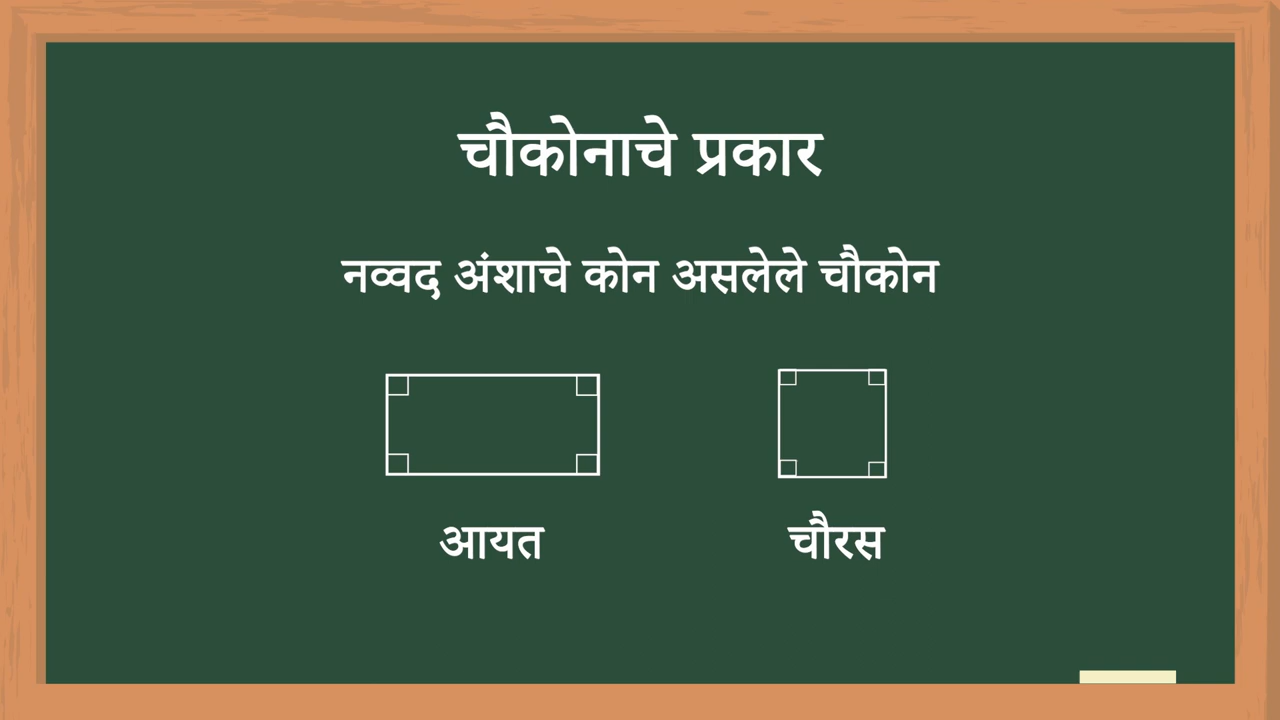 चौकोनाचे प्रकार
नव्वद अंशाचे कोन असलेले चौकोन
आयत चौरस